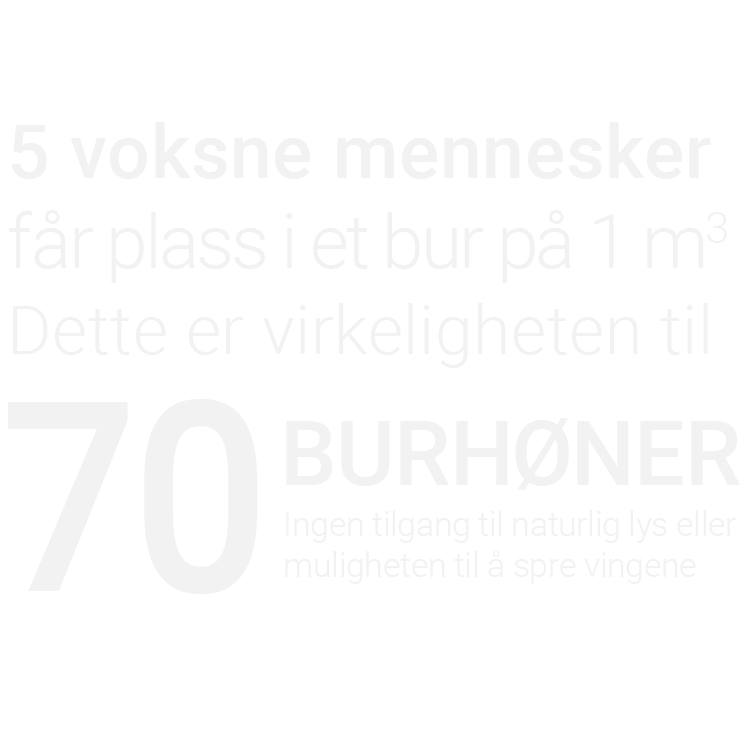 5 voksne mennesker
får plass i et bur på 1 m³
Dette er virkeligheten til
70 BURHØNER
Ingen tilgang til naturlig lys eller
muligheten til å spre vingene